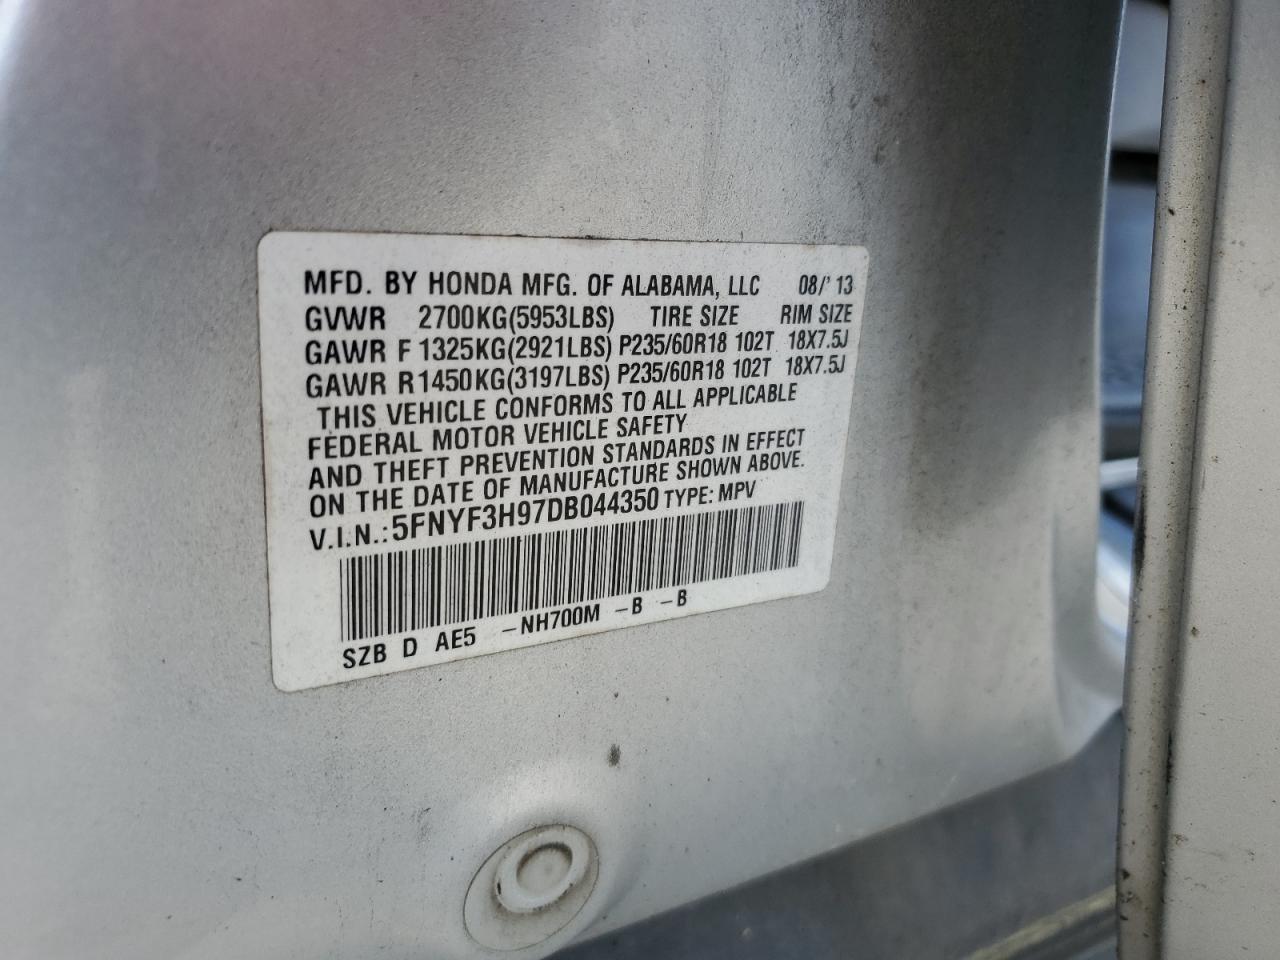 MFD. BY HONDA MFG. OF ALABAMA, LLC 08/'13
GVWR 2700KG(5953LBS) TIRE SIZE RIM SIZE
GAWR F 1325KG(2921LBS) P235/60R18 102T 18X7.5J
GAWR R1450KG(3197LBS) P235/60R18 102T 18X7.5J
THIS VEHICLE CONFORMS TO ALL APPLICABLE
FEDERAL MOTOR VEHICLE SAFETY
AND THEFT PREVENTION STANDARDS IN EFFECT
ON THE DATE OF MANUFACTURE SHOWN ABOVE.
V.I.N.: 5FNYF3H97DB044350 TYPE: MPV
SZB D AE5 -NH700M -B -B